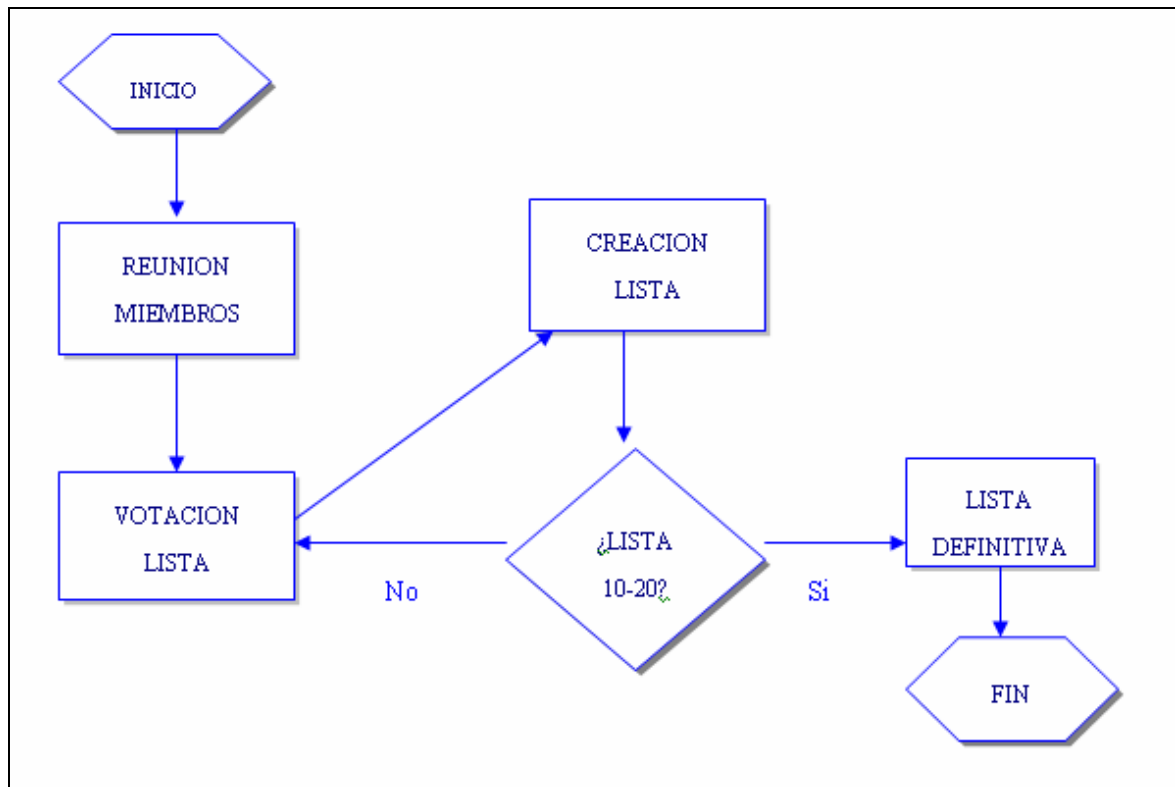 INICIO
REUNION
MIEMBROS
VOTACION
LISTA
CREACION
LISTA
¿LISTA
10-20?
No
Si
LISTA
DEFINITIVA
FIN